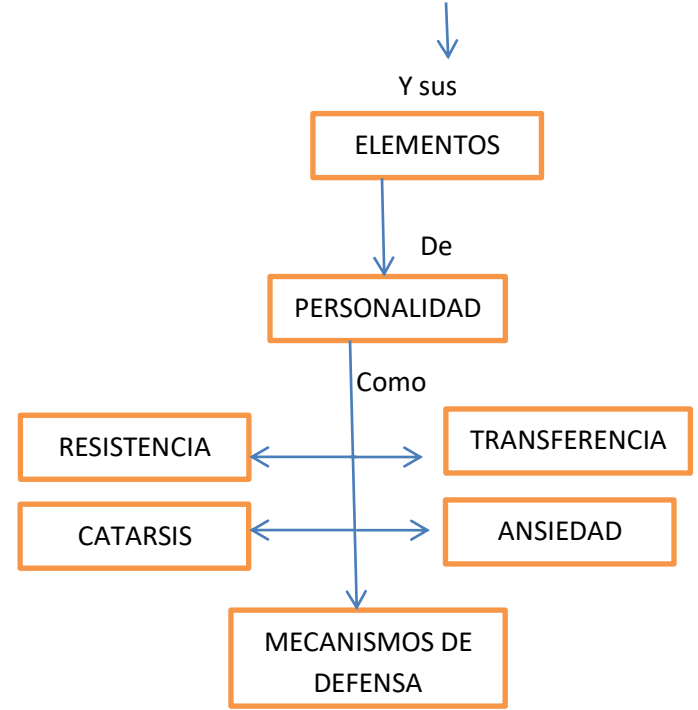 Y sus
ELEMENTOS
De
PERSONALIDAD
Como
RESISTENCIA
TRANSFERENCIA
CATARSIS
ANSIEDAD
MECANISMOS DE
DEFENSA